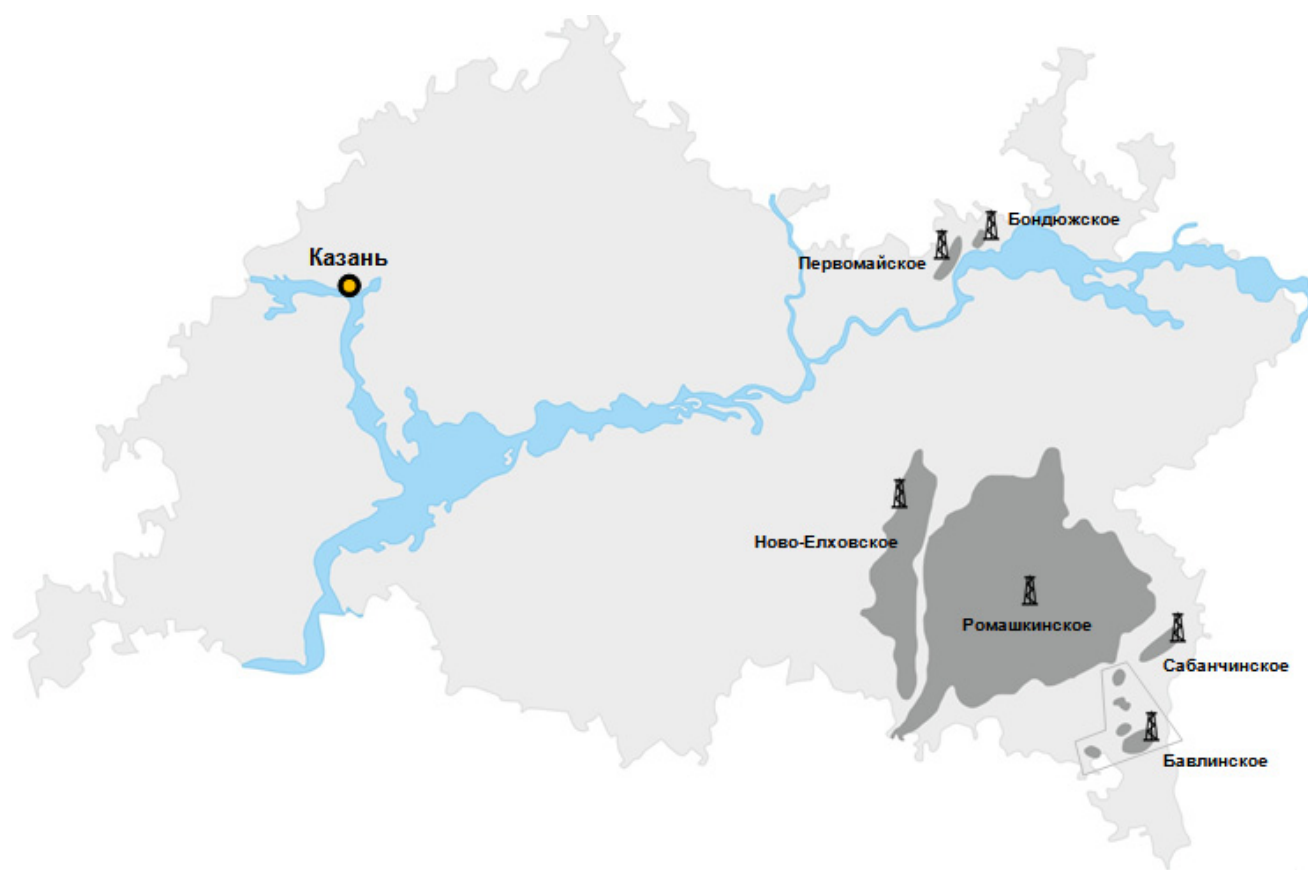 Бондюжское
Казань
Первомайское
Ново-Елховское
Ромашкинское
Сабанчинское
Бавлинское